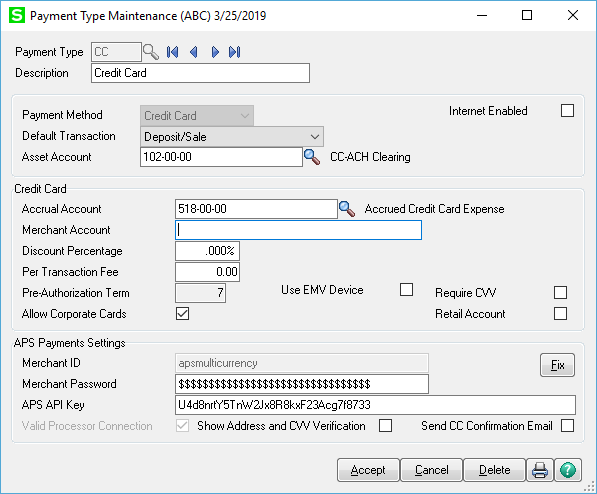 S Payment Type Maintenance (ABC) 3/25/2019
Payment Type CC
Description Credit Card
Payment Method Credit Card Internet Enabled
Default Transaction Deposit/Sale
Asset Account 102-00-00 CC-ACH Clearing
Credit Card
Accrual Account 518-00-00 Accrued Credit Card Expense
Merchant Account
Discount Percentage .000%
Per Transaction Fee 0.00
Pre-Authorization Term 7 Use EMV Device Require CVV
Allow Corporate Cards Retail Account
APS Payments Settings
Merchant ID apsmulticurrency Fix
Merchant Password $$$$$$$$$$$$$$$$$$$$$$$$$$$$$$$$
APS API Key U4d8nrtY5TnW2Jx8R8kxF23Acg7f8733
Valid Processor Connection Show Address and CVV Verification Send CC Confirmation Email
Accept Cancel Delete ?